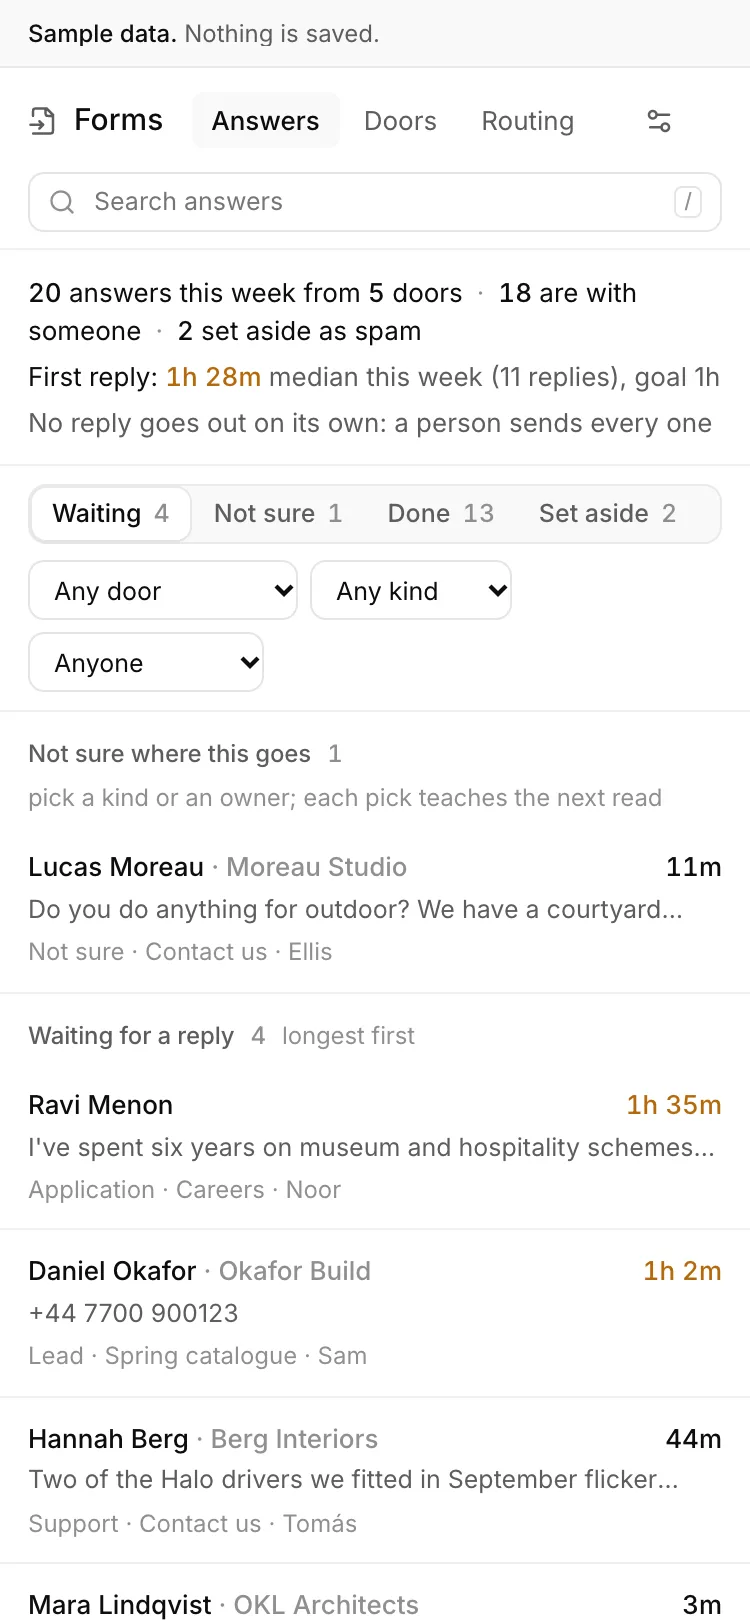 Sample data. Nothing is saved.
Forms Answers Doors Routing
Search answers /
20 answers this week from 5 doors · 18 are with
someone · 2 set aside as spam
First reply: 1h 28m median this week (11 replies), goal 1h
No reply goes out on its own: a person sends every one
Waiting 4 Not sure 1 Done 13 Set aside 2
Any door Any kind
Anyone
Not sure where this goes 1
pick a kind or an owner; each pick teaches the next read
Lucas Moreau · Moreau Studio 11m
Do you do anything for outdoor? We have a courtyard...
Not sure · Contact us · Ellis
Waiting for a reply 4 longest first
Ravi Menon 1h 35m
I've spent six years on museum and hospitality schemes...
Application · Careers · Noor
Daniel Okafor · Okafor Build 1h 2m
+44 7700 900123
Lead · Spring catalogue · Sam
Hannah Berg · Berg Interiors 44m
Two of the Halo drivers we fitted in September flicker...
Support · Contact us · Tomás
Mara Lindqvist · OKL Architects 3m